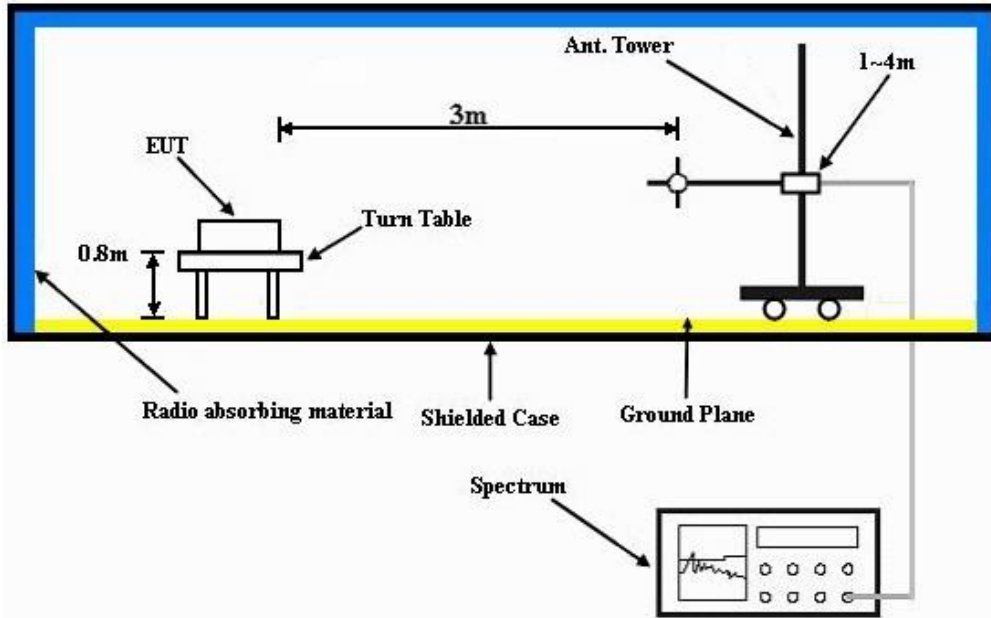 Ant. Tower
1~4m
3m
EUT
Turn Table
0.8m
Radio absorbing material
Shielded Case
Ground Plane
Spectrum